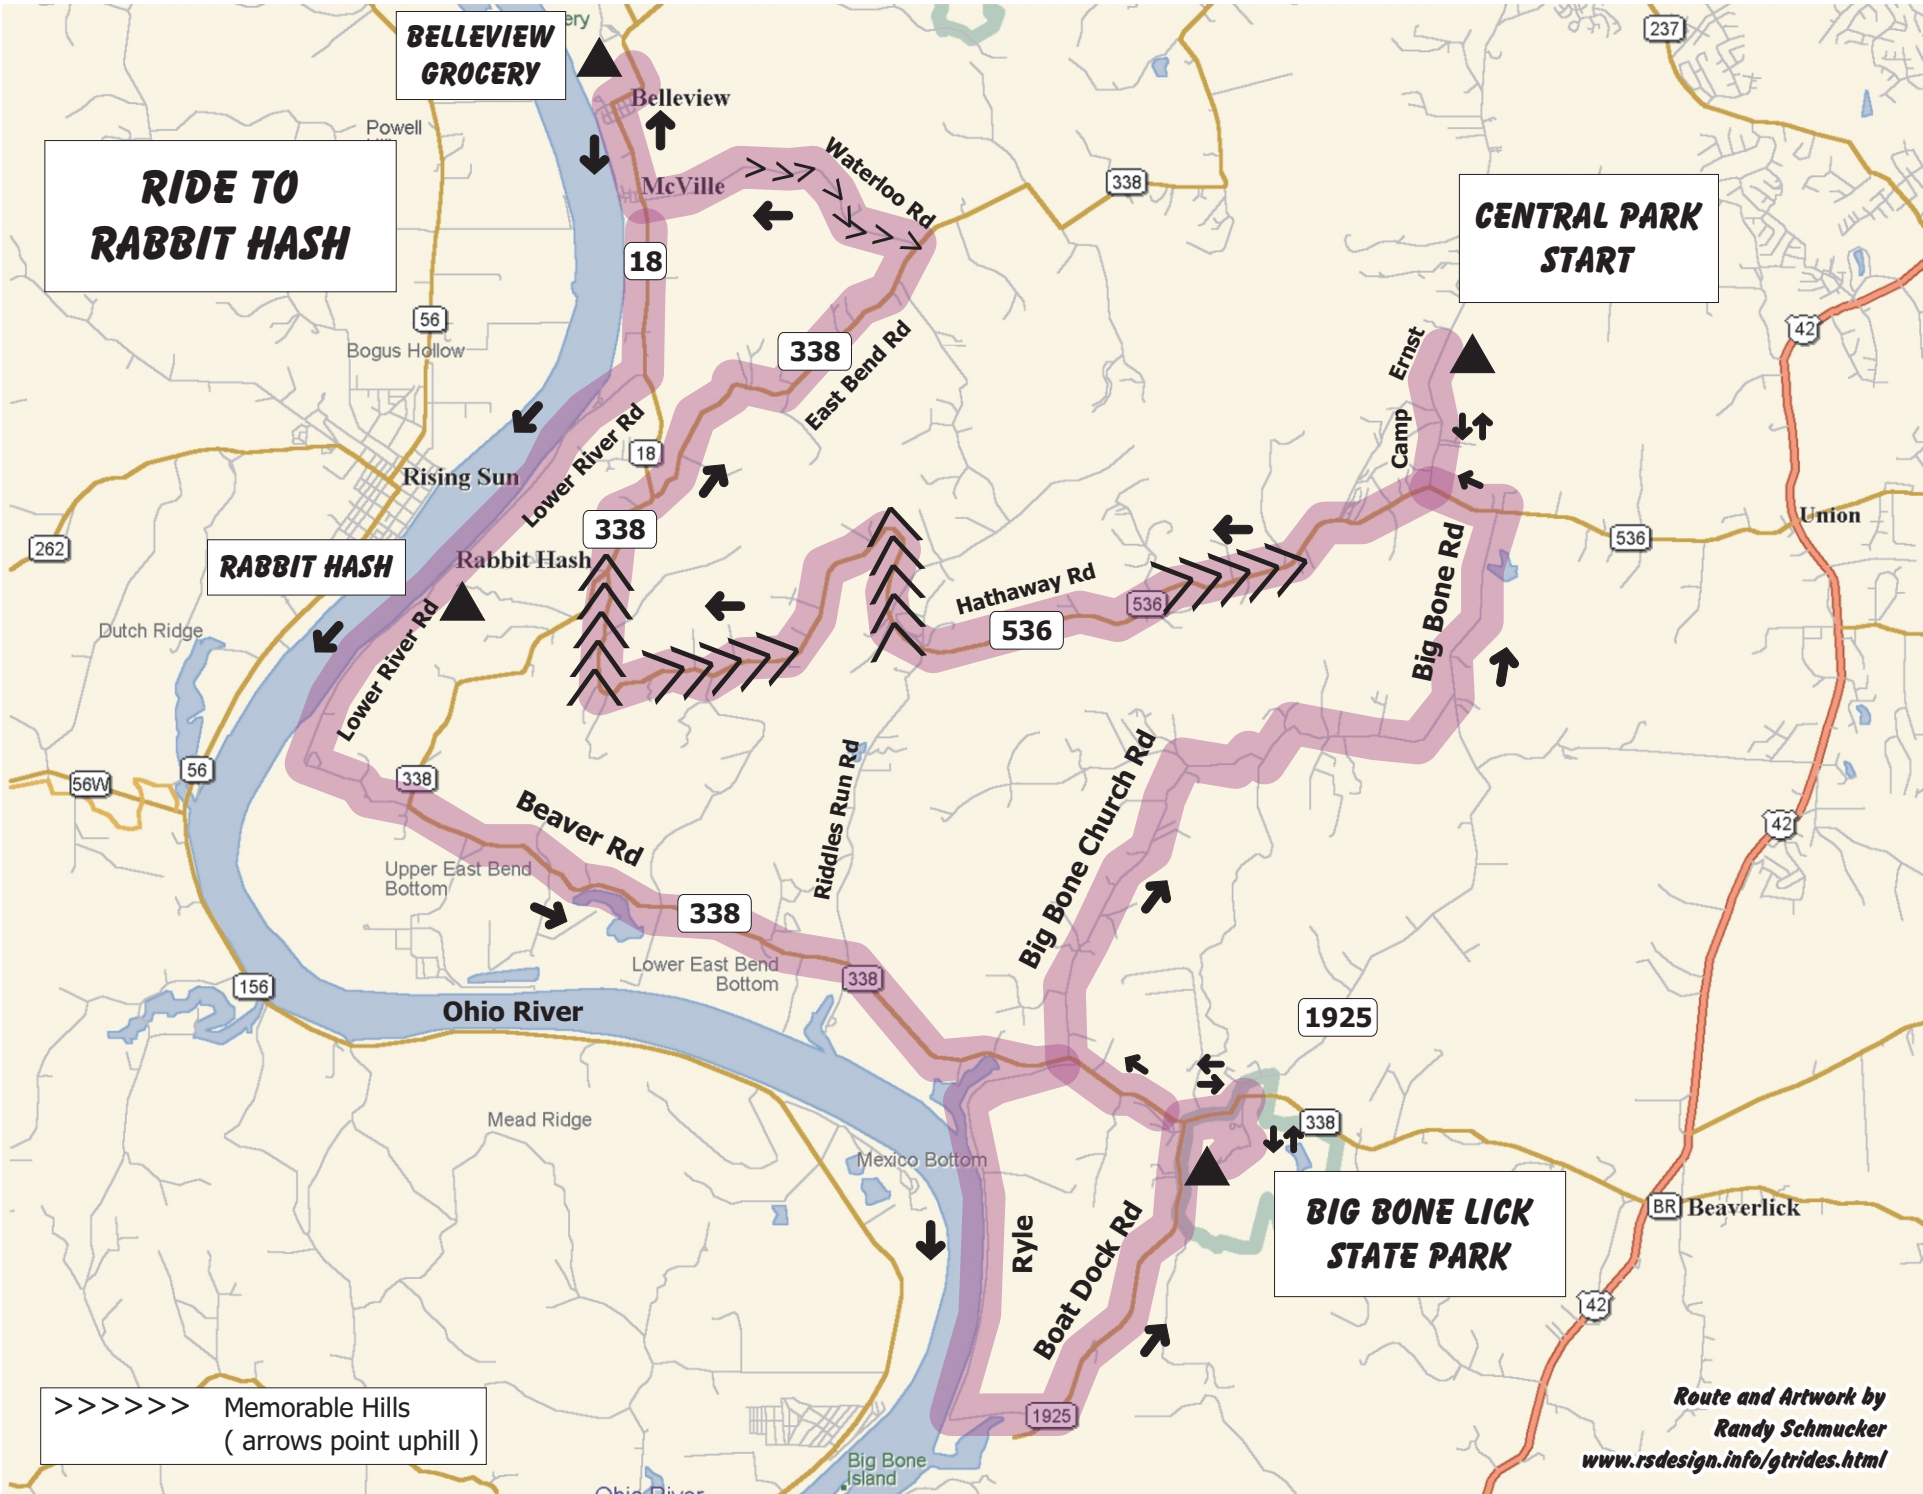 BELLEVIEW
GROCERY
ery
237
Belleview
Powell
RIDE TO
RABBIT HASH
McVille
Waterloo Rd
338
CENTRAL PARK
START
18
56
Bogus Hollow
338
East Bend Rd
42
Ernst
Camp
Lower River Rd
18
Rising Sun
262
338
Union
536
RABBIT HASH
Rabbit Hash
Hathaway Rd
536
536
Big Bone Rd
Dutch Ridge
Lower River Rd
56
56W
338
Beaver Rd
Riddles Run Rd
Big Bone Church Rd
42
Upper East Bend
Bottom
338
Lower East Bend
Bottom
338
156
Ohio River
1925
Mead Ridge
338
Mexico Bottom
BR
Beaverlick
BIG BONE LICK
STATE PARK
Ryle
Boat Dock Rd
42
>>>>>> Memorable Hills
( arrows point uphill )
1925
Big Bone
Island
Ohio River
Route and Artwork by
Randy Schmucker
www.rsdesign.info/gtrides.html